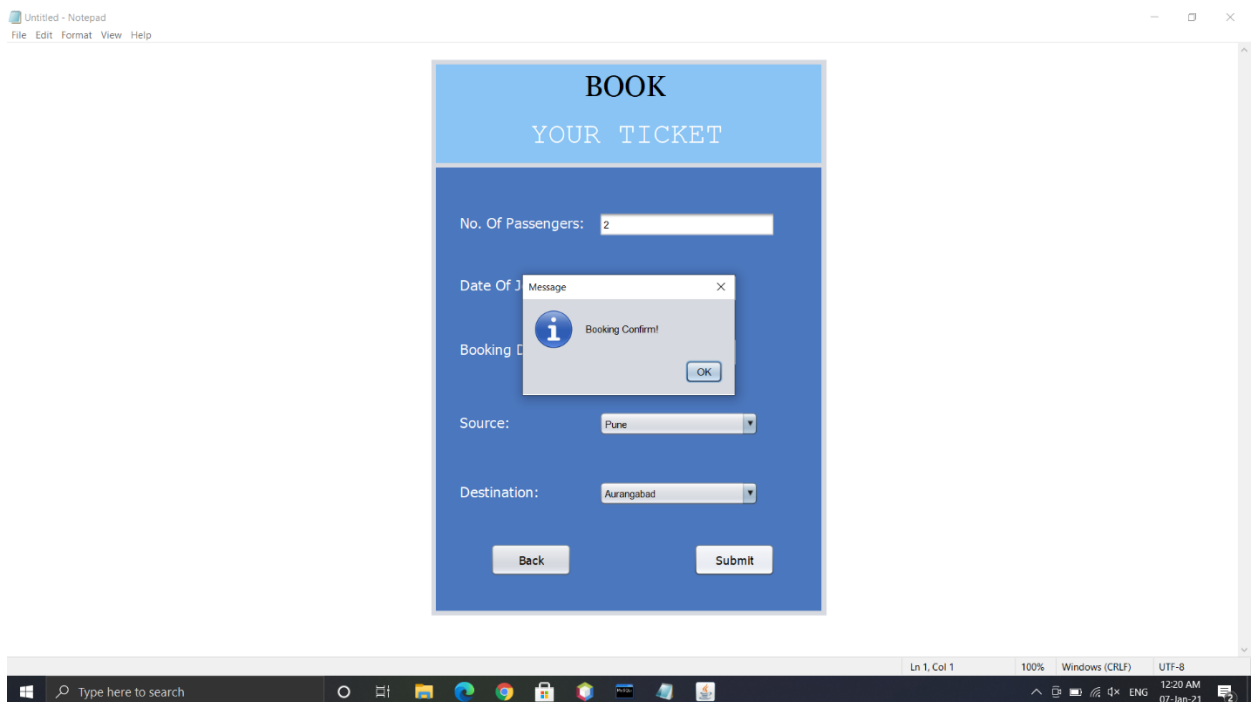 Untitled - Notepad
File Edit Format View Help
BOOK
YOUR TICKET
No. Of Passengers: 2
Date Of J
Message
Booking Confirm!
Booking D
OK
Source: Pune
Destination: Aurangabad
Back Submit
Ln 1, Col 1 100% Windows (CRLF) UTF-8
Type here to search
ENG
12:20 AM
07-Jan-21
2